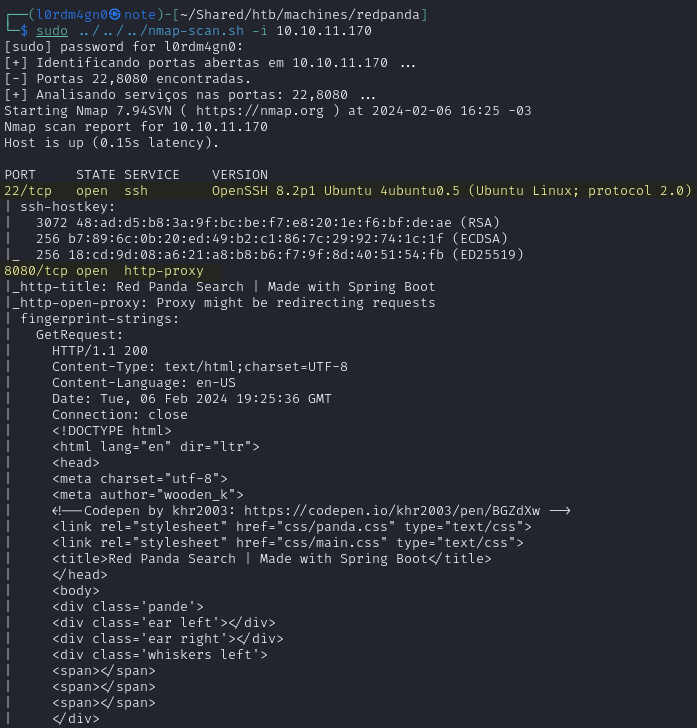 ┌──(l0rdm4gn0㉿note)-[~/Shared/htb/machines/redpanda]
└─$ sudo ../../../nmap-scan.sh -i 10.10.11.170
[sudo] password for l0rdm4gn0:
[+] Identificando portas abertas em 10.10.11.170 ...
[-] Portas 22,8080 encontradas.
[+] Analisando serviços nas portas: 22,8080 ...
Starting Nmap 7.94SVN ( https://nmap.org ) at 2024-02-06 16:25 -03
Nmap scan report for 10.10.11.170
Host is up (0.15s latency).
PORT     STATE SERVICE    VERSION
22/tcp   open  ssh        OpenSSH 8.2p1 Ubuntu 4ubuntu0.5 (Ubuntu Linux; protocol 2.0)
| ssh-hostkey:
|   3072 48:ad:d5:b8:3a:9f:bc:be:f7:e8:20:1e:f6:bf:de:ae (RSA)
|   256 b7:89:6c:0b:20:ed:49:b2:c1:86:7c:29:92:74:1c:1f (ECDSA)
|_  256 18:cd:9d:08:a6:21:a8:b8:b6:f7:9f:8d:40:51:54:fb (ED25519)
8080/tcp open  http-proxy
|_http-title: Red Panda Search | Made with Spring Boot
|_http-open-proxy: Proxy might be redirecting requests
| fingerprint-strings:
|   GetRequest:
|     HTTP/1.1 200
|     Content-Type: text/html;charset=UTF-8
|     Content-Language: en-US
|     Date: Tue, 06 Feb 2024 19:25:36 GMT
|     Connection: close
|     <!DOCTYPE html>
|     <html lang="en" dir="ltr">
|     <head>
|     <meta charset="utf-8">
|     <meta author="wooden_k">
|     <!--Codepen by khr2003: https://codepen.io/khr2003/pen/BGZdXw -->
|     <link rel="stylesheet" href="css/panda.css" type="text/css">
|     <link rel="stylesheet" href="css/main.css" type="text/css">
|     <title>Red Panda Search | Made with Spring Boot</title>
|     </head>
|     <body>
|     <div class='pande'>
|     <div class='ear left'></div>
|     <div class='ear right'></div>
|     <div class='whiskers left'>
|     <span></span>
|     <span></span>
|     <span></span>
|     </div>